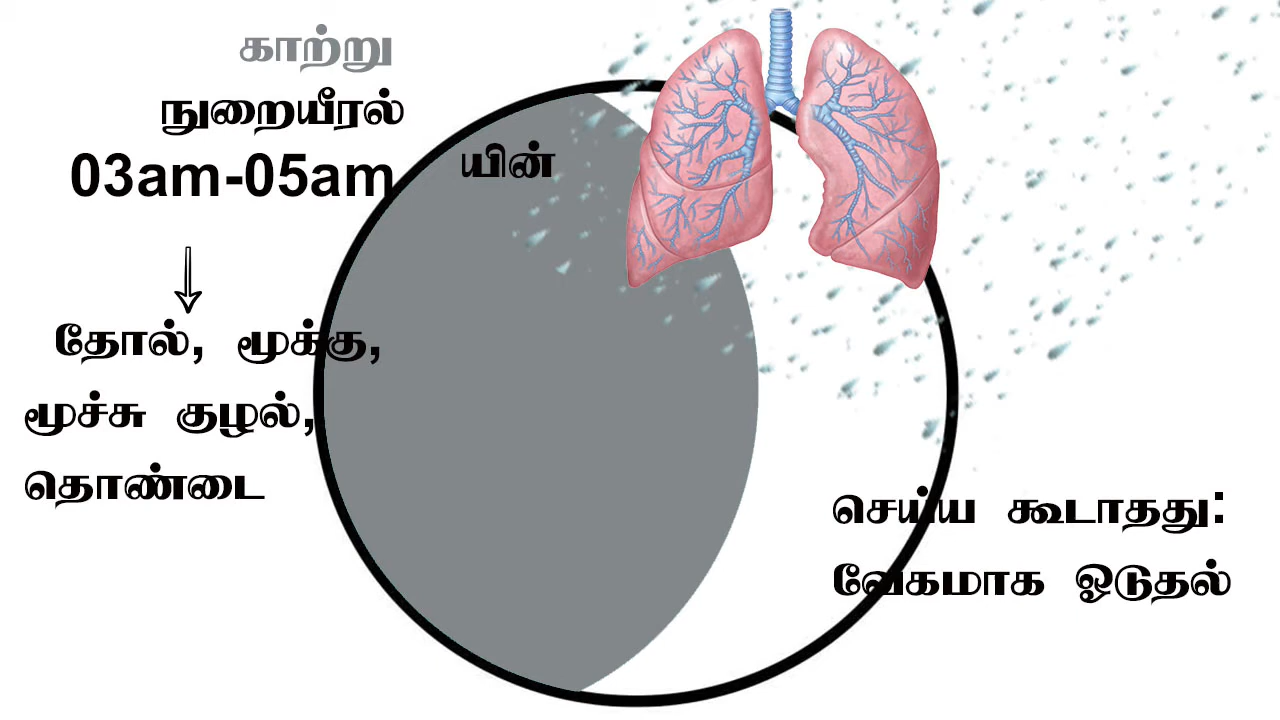 காற்று
நுரையீரல்
03am-05am
யின்
தோல், மூக்கு,
மூச்சு குழல்,
தொண்டை
செய்ய கூடாதது:
வேகமாக ஓடுதல்